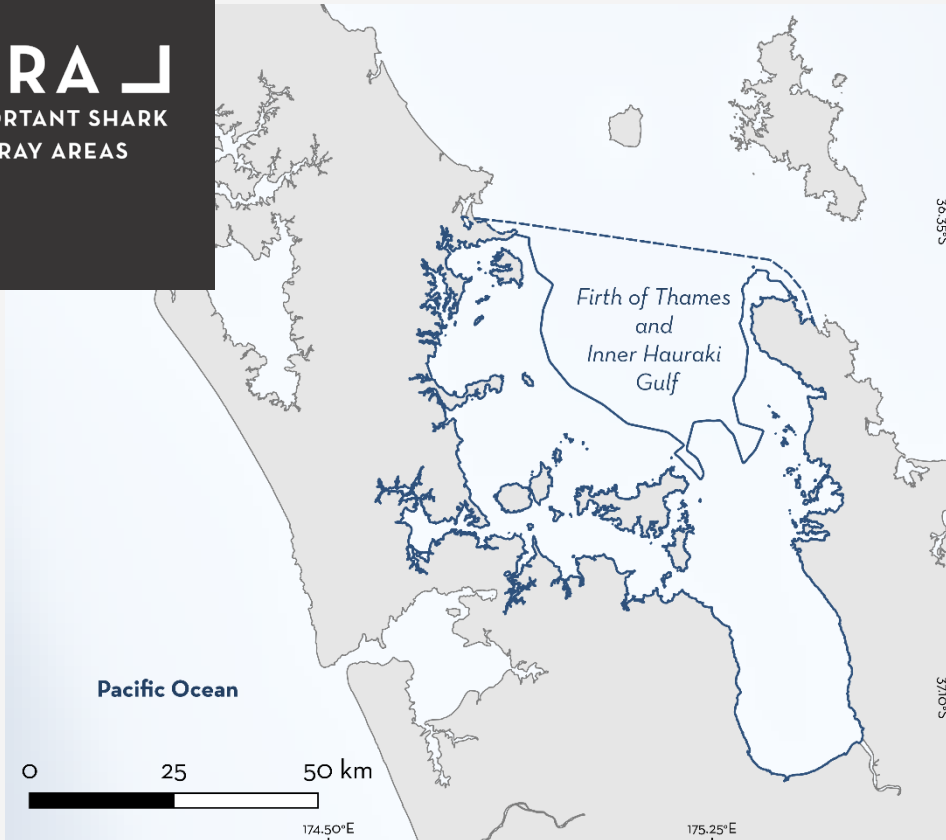 RA
ORTANT SHARK
RAY AREAS
36.35°S
Firth of Thames
and
Inner Hauraki
Gulf
37.10°S
Pacific Ocean
0 25 50 km
174.50°E 175.25°E